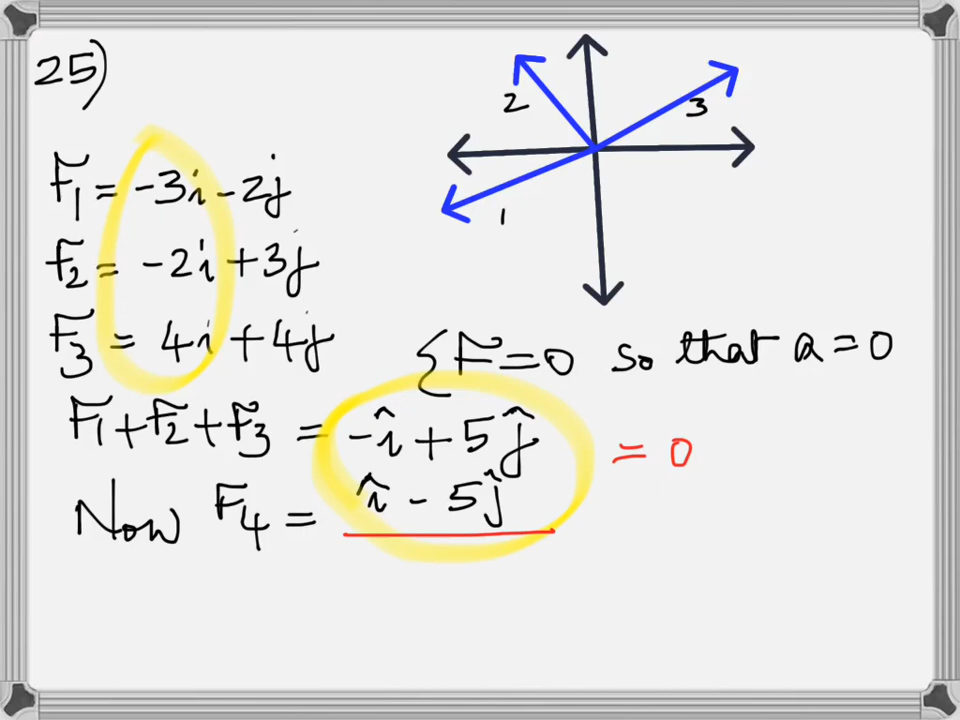 25)
2
3
1
F₁ = -3i - 2j
F₂ = -2i + 3j
F₃ = 4i + 4j
ΣF = 0 so that a = 0
F₁ + F₂ + F₃ = -î + 5ĵ = 0
Now F₄ = î - 5ĵ